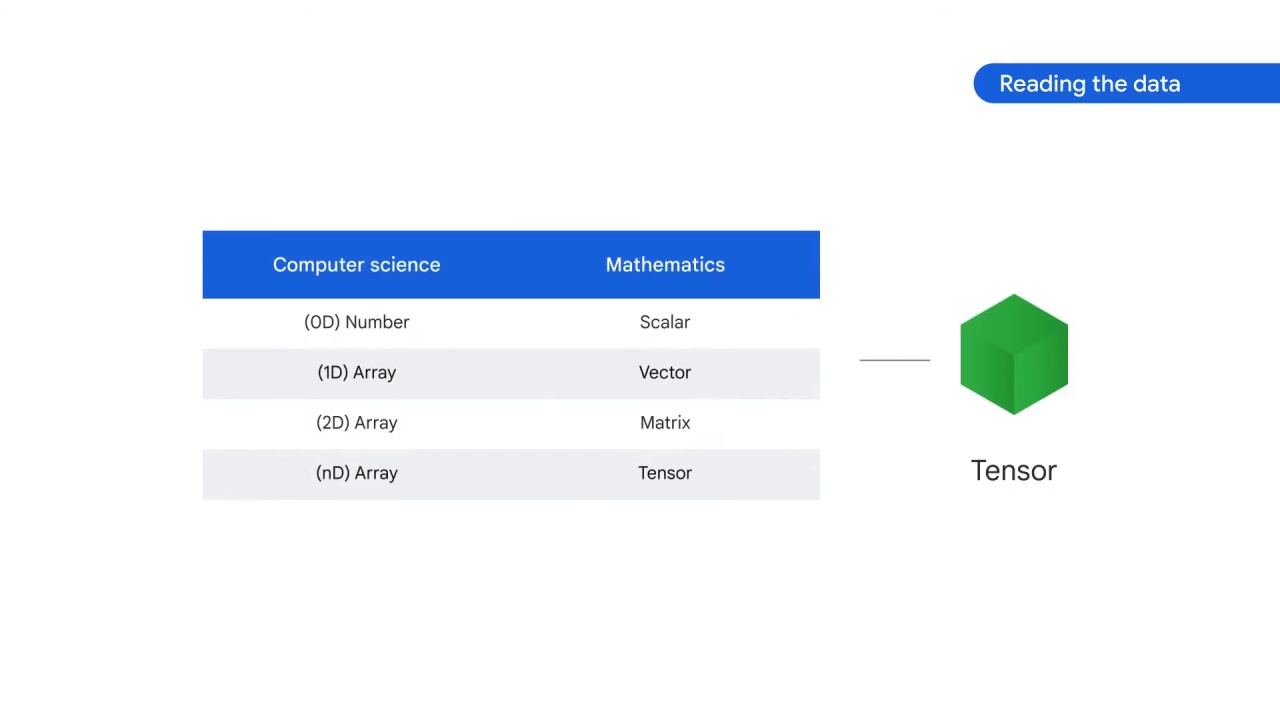 Reading the data
Computer science Mathematics
(0D) Number Scalar
(1D) Array Vector
(2D) Array Matrix
(nD) Array Tensor
Tensor